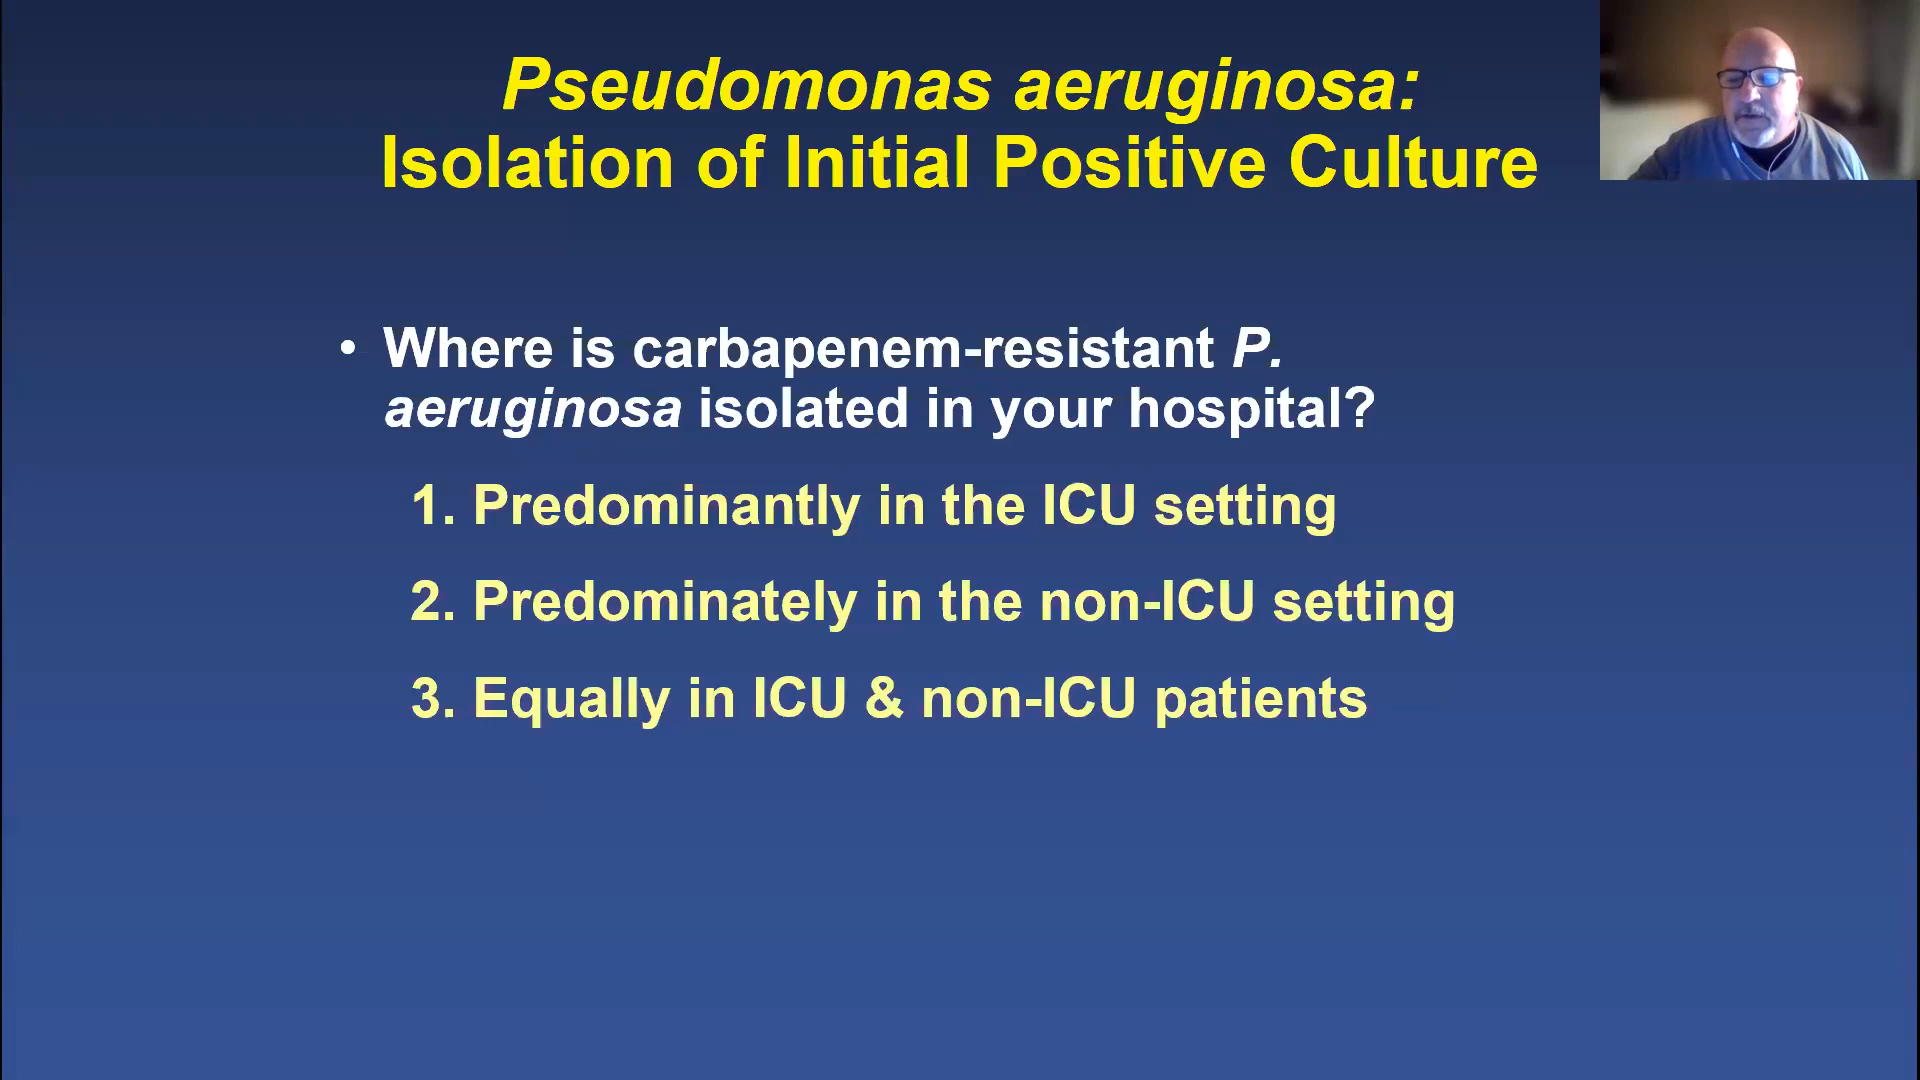 Pseudomonas aeruginosa:
Isolation of Initial Positive Culture
• Where is carbapenem-resistant P.
aeruginosa isolated in your hospital?
1. Predominantly in the ICU setting
2. Predominately in the non-ICU setting
3. Equally in ICU & non-ICU patients